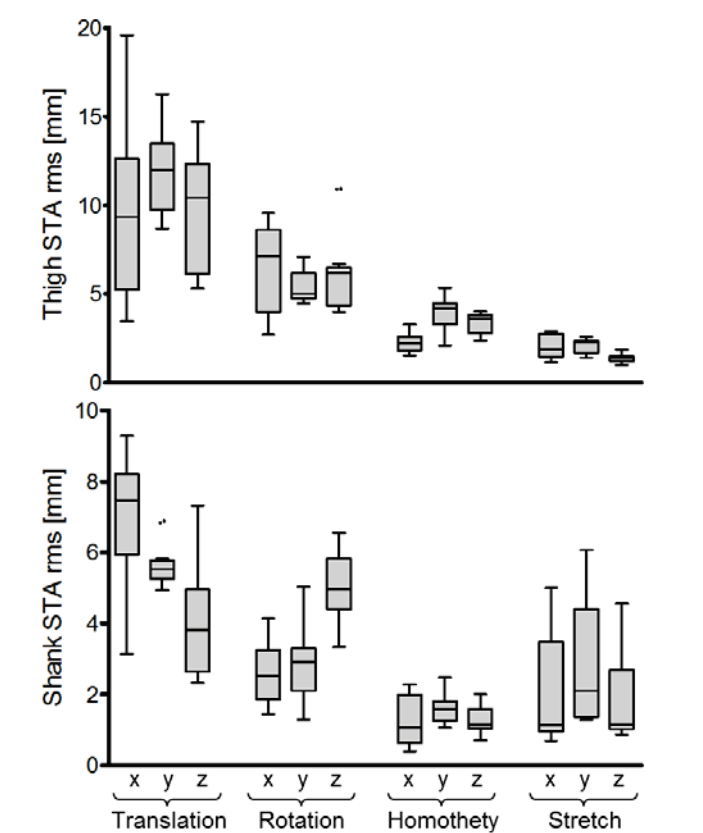 Thigh STA rms [mm]
20
15
10
5
0
Shank STA rms [mm]
10
8
6
4
2
0
x y z x y z x y z x y z
Translation Rotation Homothety Stretch